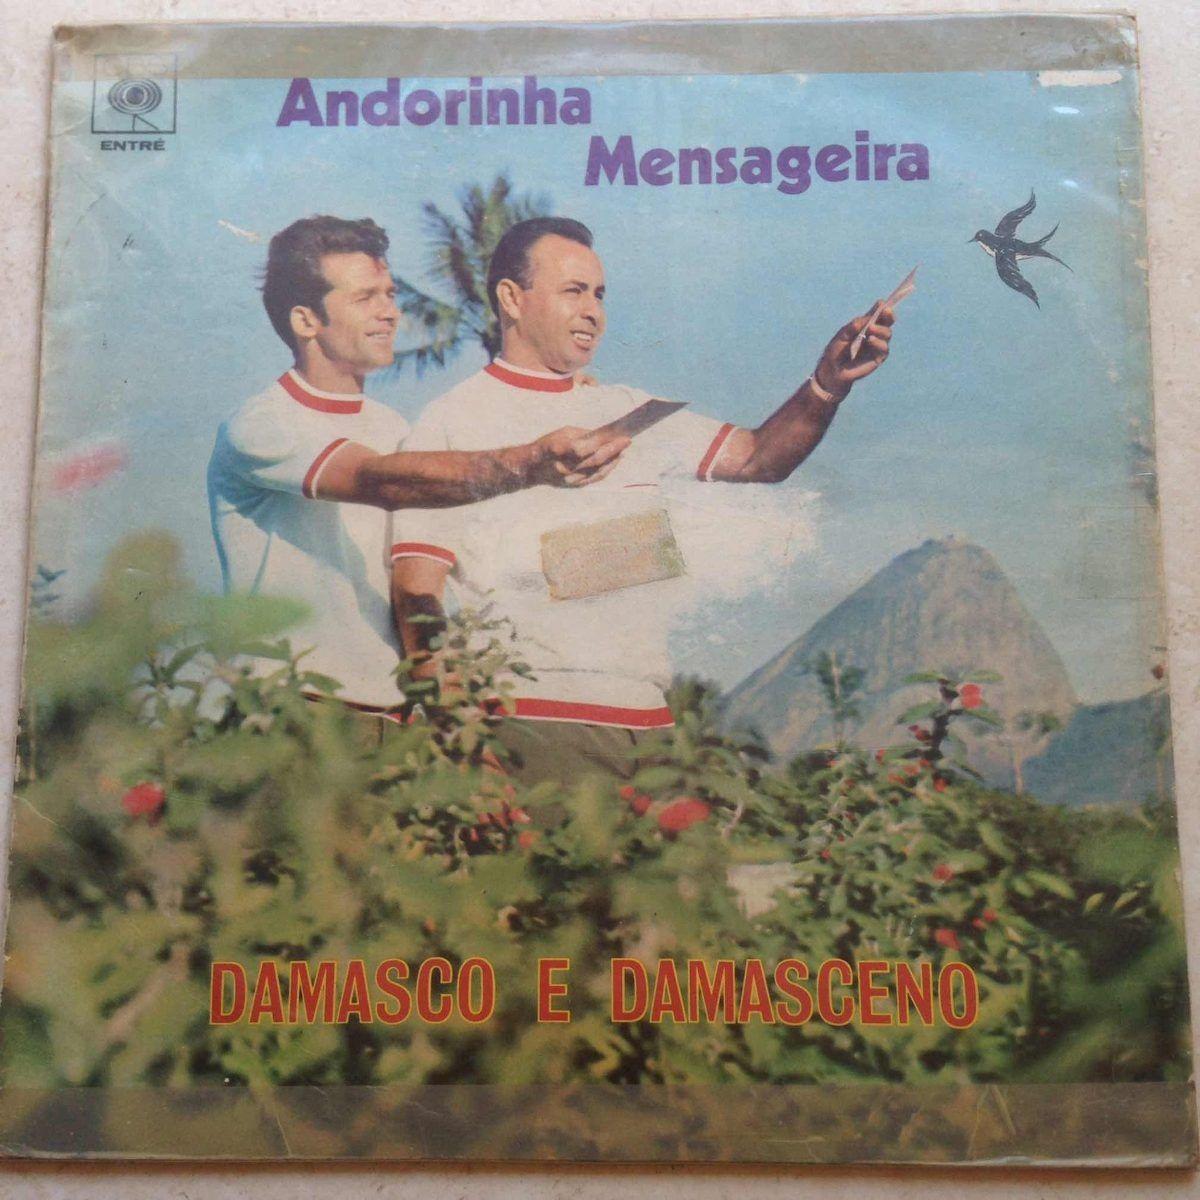 ENTRÉ
Andorinha
Mensageira
DAMASCO E DAMASCENO